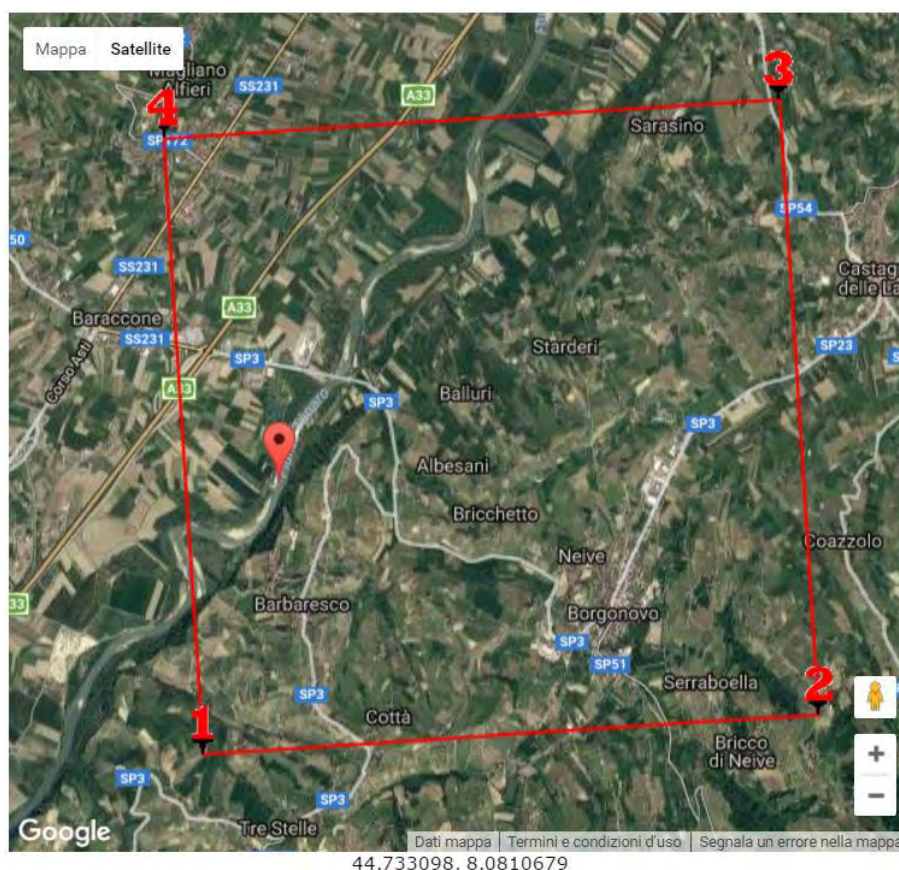 Mappa Satellite
Magliano
Alfieri
SS231
A33
3
4
SP172
Sarasino
50
SP54
SS231
Castagn
delle La
A33
Baraccone
SS231
SP3
Starderi
SP23
Corso Asti
A33
SP3
Balluri
SP3
Albesani
Bricchetto
Neive
Coazzolo
33
Barbaresco
Borgonovo
SP3
SP51
Serraboella
2
SP3
1
Cottà
Bricco
di Neive
SP3
SP3
Tre Stelle
+
−
Google
Dati mappa Termini e condizioni d'uso Segnala un errore nella mappa
44.733098, 8.0810679